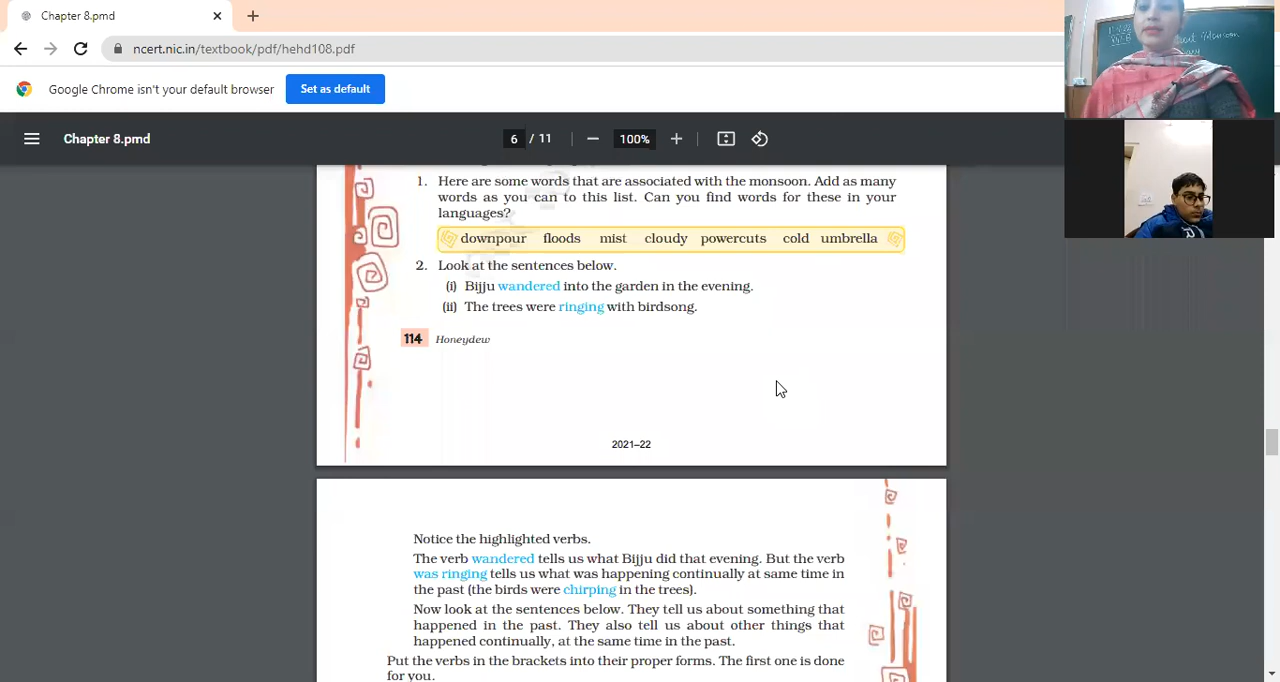 Chapter 8.pmd
ncert.nic.in/textbook/pdf/hehd108.pdf
Google Chrome isn't your default browser
Set as default
Chapter 8.pmd
6 / 11
100%
1. Here are some words that are associated with the monsoon. Add as many
words as you can to this list. Can you find words for these in your
languages?
downpour floods mist cloudy powercuts cold umbrella
2. Look at the sentences below.
(i) Bijju wandered into the garden in the evening.
(ii) The trees were ringing with birdsong.
114 Honeydew
2021–22
Notice the highlighted verbs.
The verb wandered tells us what Bijju did that evening. But the verb
was ringing tells us what was happening continually at same time in
the past (the birds were chirping in the trees).
Now look at the sentences below. They tell us about something that
happened in the past. They also tell us about other things that
happened continually, at the same time in the past.
Put the verbs in the brackets into their proper forms. The first one is done
for you.
Monsoon